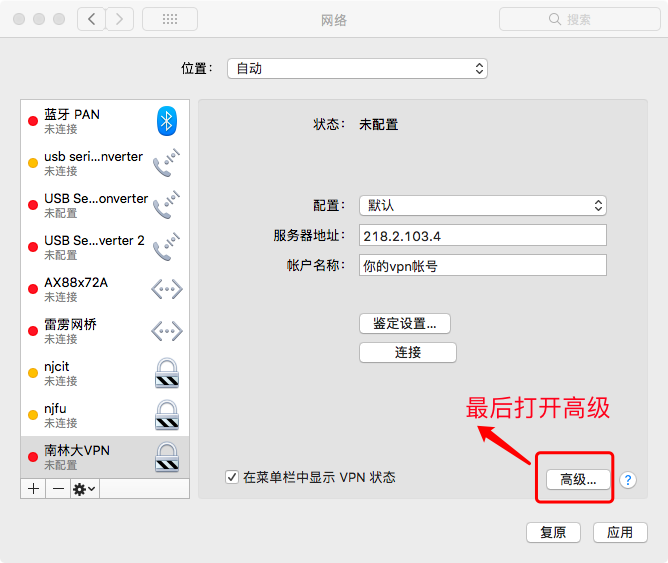 网络
搜索
位置： 自动
蓝牙 PAN
未连接
usb seri...nverter
未连接
USB Se...onverter
未配置
USB Se...verter 2
未配置
AX88x72A
未连接
雷雳网桥
未连接
njcit
未连接
njfu
未连接
南林大VPN
未配置
状态： 未配置
配置： 默认
服务器地址： 218.2.103.4
帐户名称： 你的vpn帐号
鉴定设置...
连接
最后打开高级
在菜单栏中显示 VPN 状态
高级...
?
复原
应用